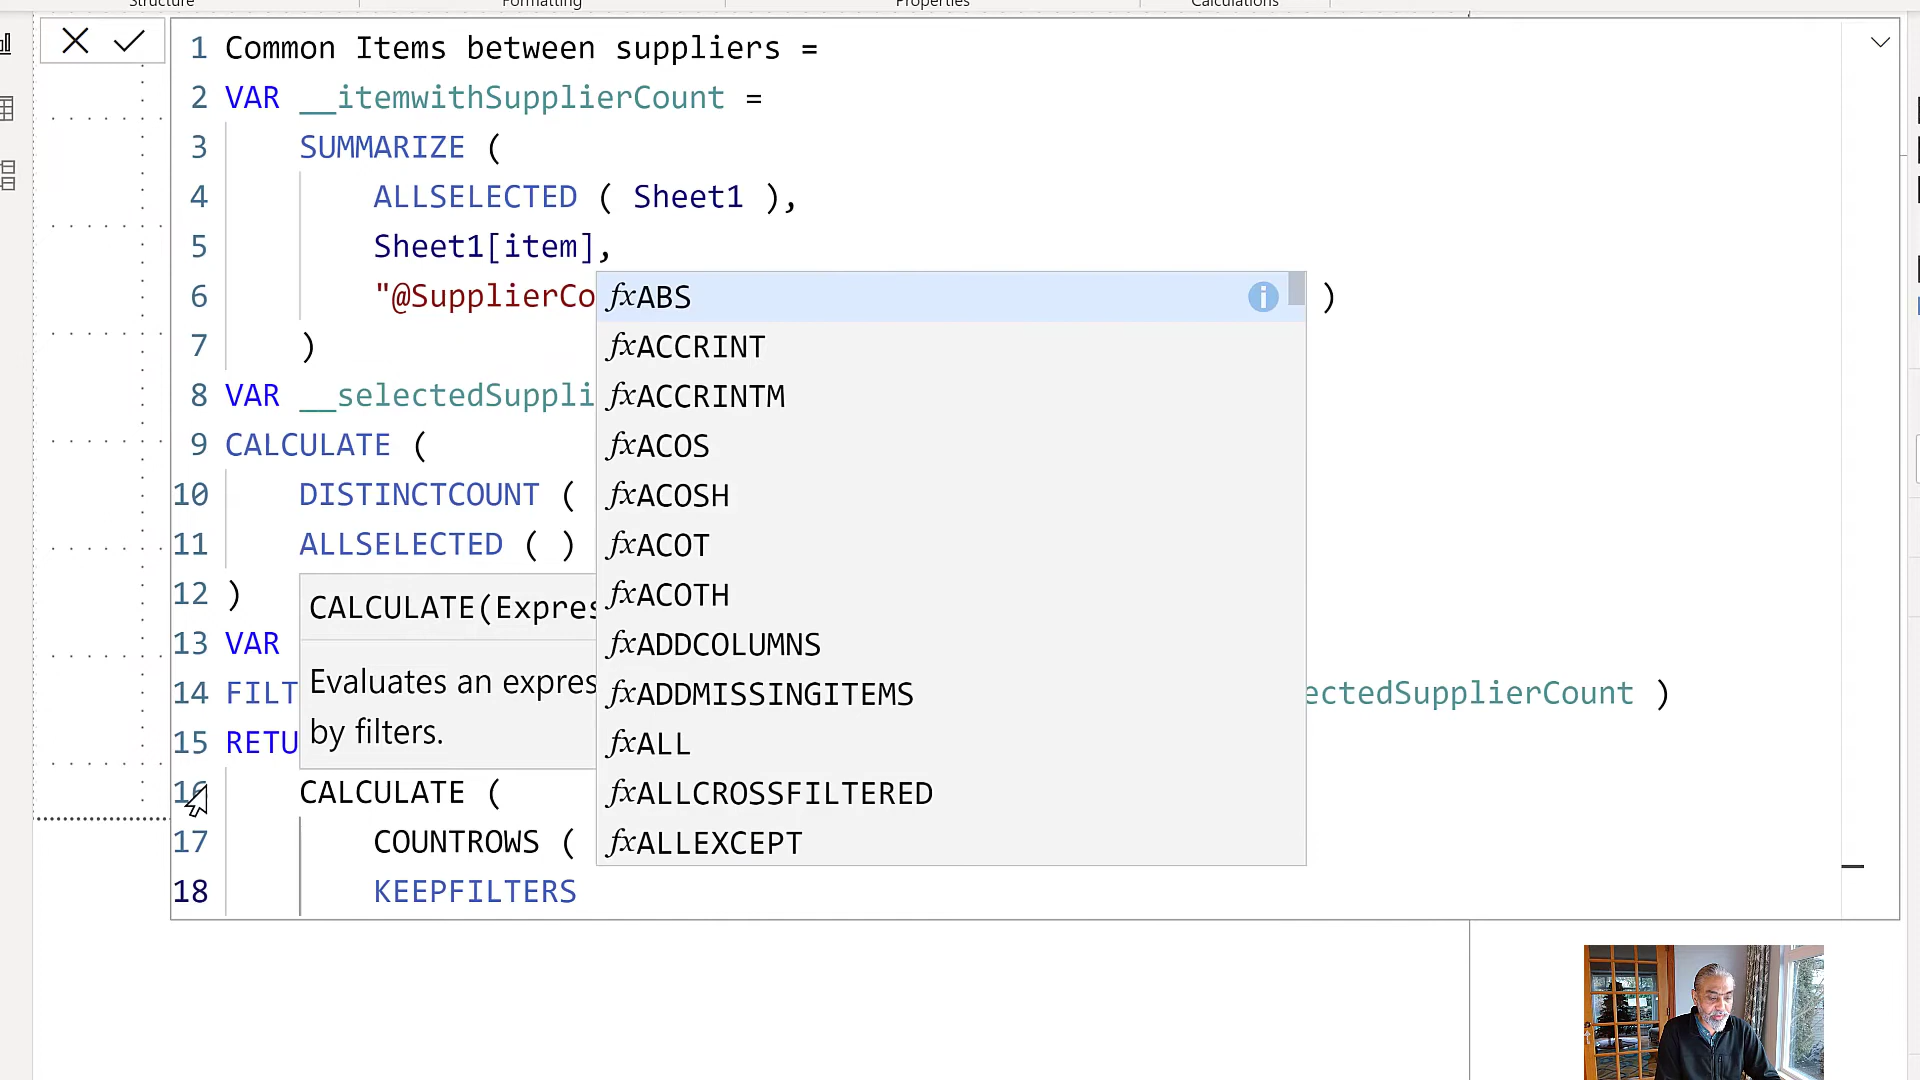 Structure
Formatting
Properties
Calculations
1 Common Items between suppliers =
2 VAR __itemwithSupplierCount =
3 SUMMARIZE (
4 ALLSELECTED ( Sheet1 ),
5 Sheet1[item],
6 "@SupplierCo )
7 )
8 VAR __selectedSuppli
9 CALCULATE (
10 DISTINCTCOUNT (
11 ALLSELECTED ( )
12 )
13 VAR
14 FILT ectedSupplierCount )
15 RETU
16 CALCULATE (
17 COUNTROWS (
18 KEEPFILTERS
CALCULATE(Expres
Evaluates an expres
by filters.
fxABS
fxACCRINT
fxACCRINTM
fxACOS
fxACOSH
fxACOT
fxACOTH
fxADDCOLUMNS
fxADDMISSINGITEMS
fxALL
fxALLCROSSFILTERED
fxALLEXCEPT